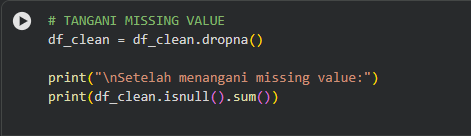 # TANGANI MISSING VALUE
df_clean = df_clean.dropna()
print("\nSetelah menangani missing value:")
print(df_clean.isnull().sum())